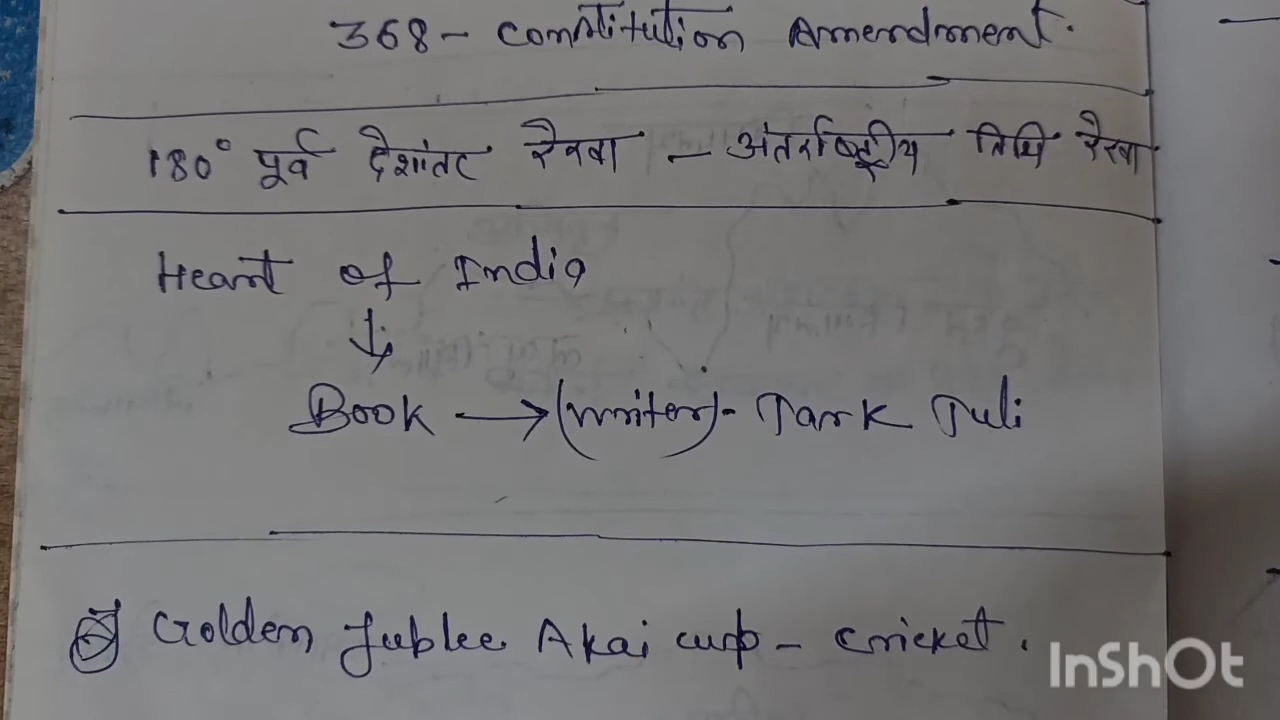 368 - Constitution Amendment.
180° पूर्व देशांतर रेखा - अंतर्राष्ट्रीय तिथि रेखा
Heart of India
↓
Book → (writer) - Tark Tuli
Golden Jublee Akai cup - cricket.
InShOt